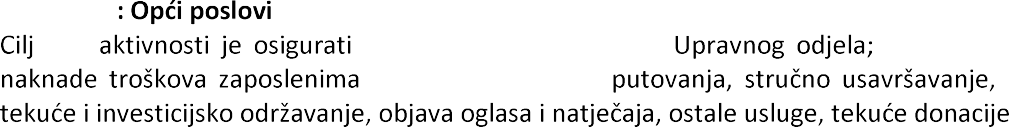 : Opći poslovi
Cilj aktivnosti je osigurati Upravnog odjela;
naknade troškova zaposlenima putovanja, stručno usavršavanje,
tekuće i investicijsko održavanje, objava oglasa i natječaja, ostale usluge, tekuće donacije